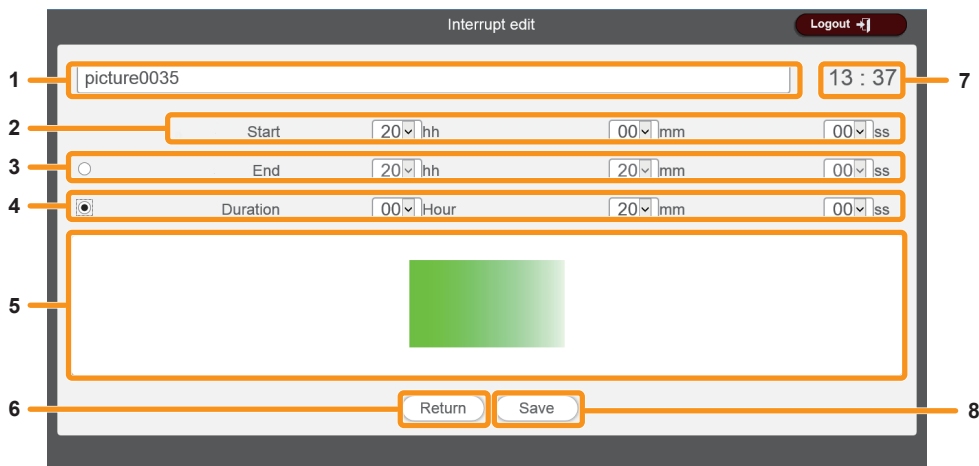 Interrupt edit Logout
1 picture0035 13 : 37 7
2 Start 20 hh 00 mm 00 ss
3 End 20 hh 20 mm 00 ss
4 Duration 00 Hour 20 mm 00 ss
5
6 Return Save 8